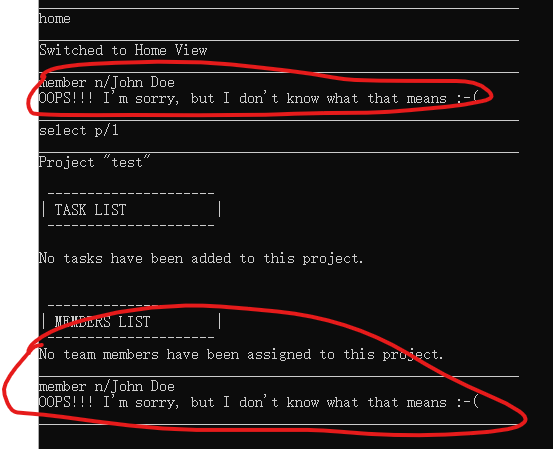 home
Switched to Home View
member n/John Doe
OOPS!!! I'm sorry, but I don't know what that means :-(
select p/1
Project "test"
---------------------
| TASK LIST |
---------------------
No tasks have been added to this project.
---------------------
| MEMBERS LIST |
---------------------
No team members have been assigned to this project.
member n/John Doe
OOPS!!! I'm sorry, but I don't know what that means :-(